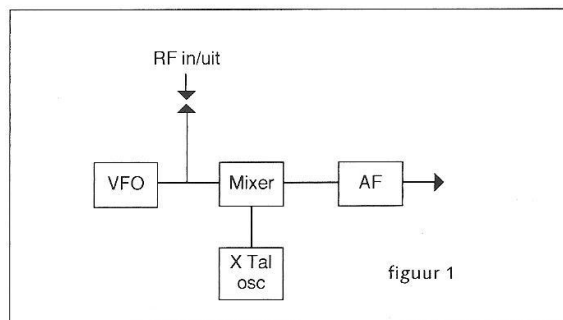 RF in/uit
VFO
Mixer
AF
X Tal
osc
figuur 1